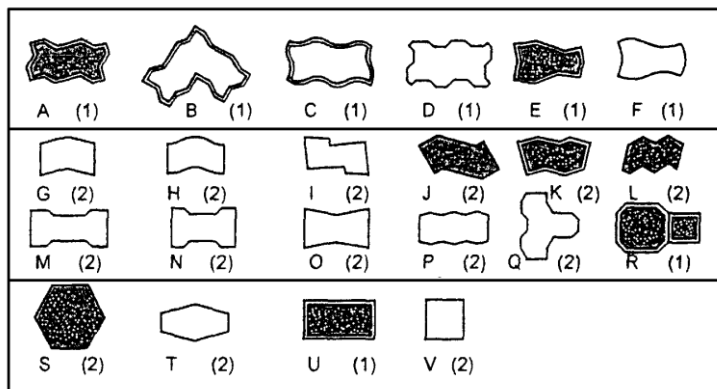 A (1) B (1) C (1) D (1) E (1) F (1)
G (2) H (2) I (2) J (2) K (2) L (2)
M (2) N (2) O (2) P (2) Q (2) R (1)
S (2) T (2) U (1) V (2)